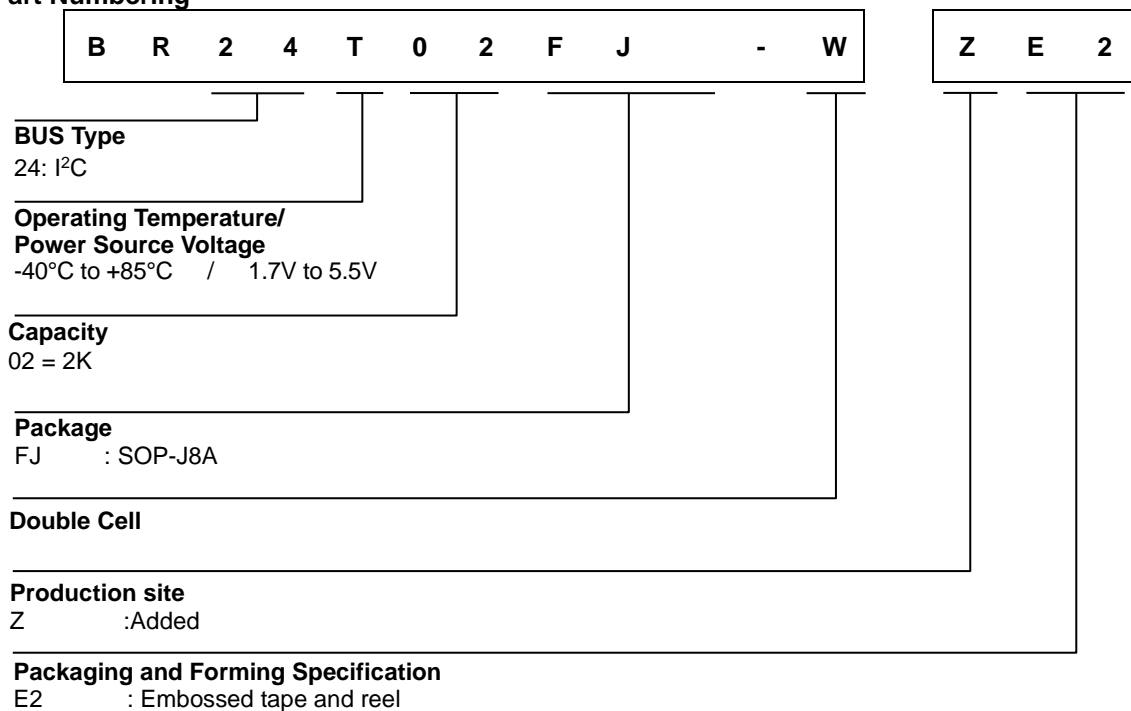 art Numbering
B R 2 4 T 0 2 F J - W Z E 2
BUS Type
24: I²C
Operating Temperature/
Power Source Voltage
-40°C to +85°C / 1.7V to 5.5V
Capacity
02 = 2K
Package
FJ : SOP-J8A
Double Cell
Production site
Z :Added
Packaging and Forming Specification
E2 : Embossed tape and reel